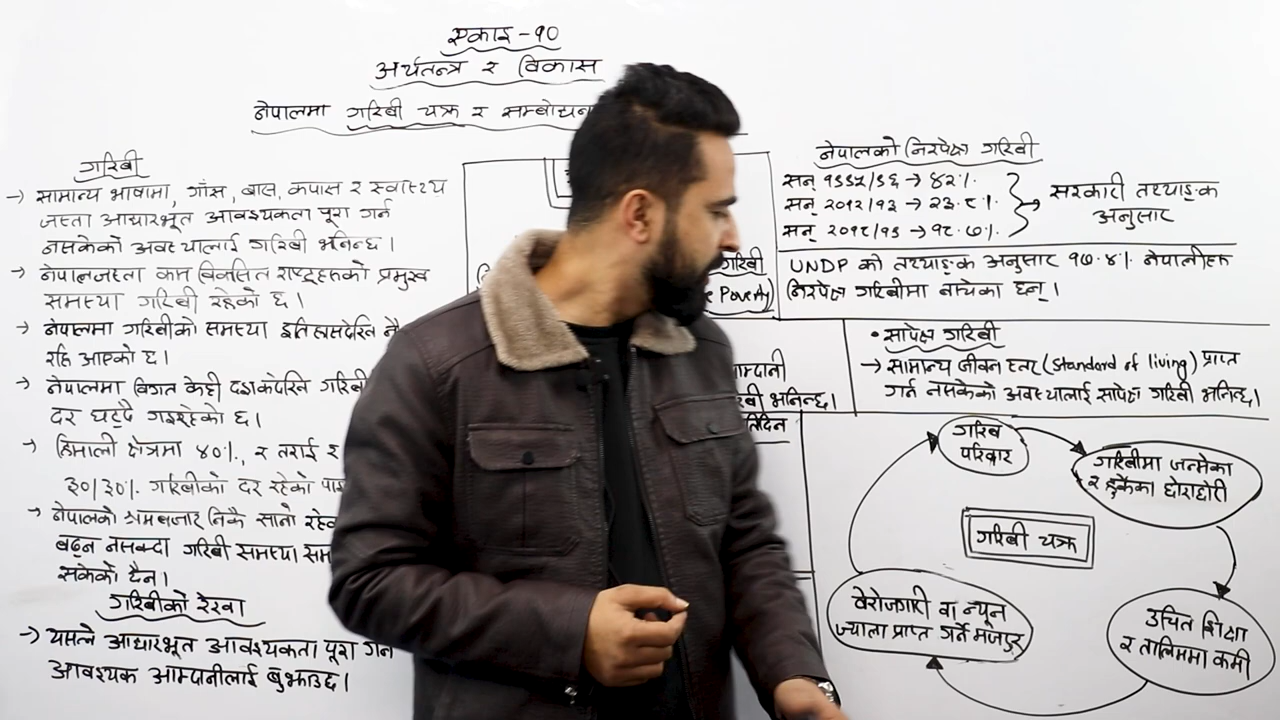 एकाइ-१०
अर्थतन्त्र र विकास
नेपालमा गरिबी चक्र र सम्बोधन
गरिबी
→ सामान्य भाषामा, गाँस, बास, कपास र स्वास्थ्य
जस्ता आधारभूत आवश्यकता पूरा गर्न
नसकेको अवस्थालाई गरिबी भनिन्छ।
→ नेपालजस्ता कम विकसित राष्ट्रहरूको प्रमुख
समस्या गरिबी रहेको छ।
→ नेपालमा गरिबीको समस्या इतिहासदेखि नै
रहि आएको छ।
→ नेपालमा विगत केही दशकदेखि गरिबी
दर घट्दै गइरहेको छ।
→ हिमाली क्षेत्रमा ४०%, र तराई र
३०/३०% गरिबीको दर रहेको
→ नेपालको श्रमबजार निकै सानो
बढ्न नसक्दा गरिबी समस्या
सकेको छैन।
गरिबीको रेखा
→ यसले आधारभूत आवश्यकता पूरा गर्न
आवश्यक आम्दानीलाई बुझाउँछ।
गरिबी
Poverty)
भनिन्छ।
नेपालको निरपेक्ष गरिबी
सन् १९९५/९६ → ४२%
सन् २०१२/१३ → २३.८%
सन् २०१८/१९ → १८.७%
सरकारी तथ्याङ्क
अनुसार
UNDP को तथ्याङ्क अनुसार १७.४% नेपालीहरू
निरपेक्ष गरिबीमा बाँचेका छन्।
• सापेक्ष गरिबी
→ सामान्य जीवन स्तर (Standard of living) प्राप्त
गर्न नसकेको अवस्थालाई सापेक्ष गरिबी भनिन्छ।
गरिब
परिवार
गरिबीमा जन्मेका
र हुर्केका छोराछोरी
गरिबी चक्र
उचित शिक्षा
र तालिममा कमी
बेरोजगारी वा न्यून
ज्याला प्राप्त गर्ने मजदुर